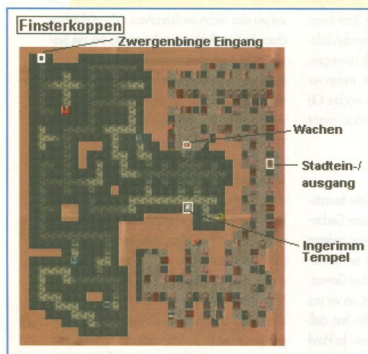 Finsterkoppen
Zwergenbinge Eingang
Wachen
Stadtein-/
ausgang
Ingerimm
Tempel